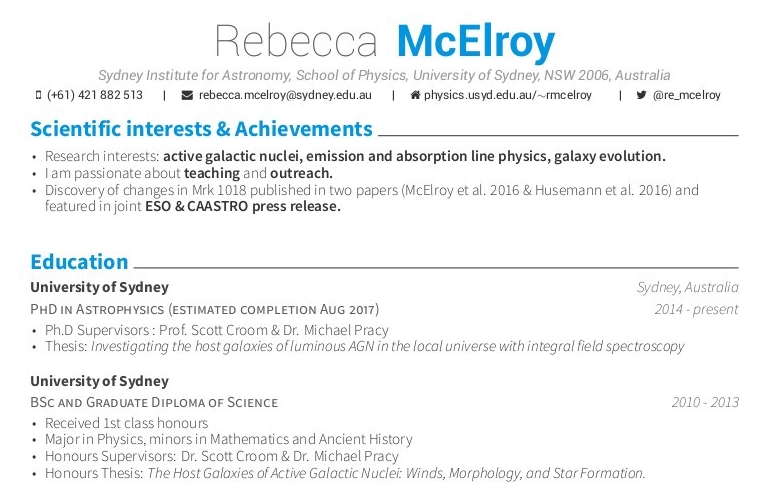 Rebecca McElroy
Sydney Institute for Astronomy, School of Physics, University of Sydney, NSW 2006, Australia
(+61) 421 882 513 | rebecca.mcelroy@sydney.edu.au | physics.usyd.edu.au/~rmcelroy | @re_mcelroy
Scientific interests & Achievements
• Research interests: active galactic nuclei, emission and absorption line physics, galaxy evolution.
• I am passionate about teaching and outreach.
• Discovery of changes in Mrk 1018 published in two papers (McElroy et al. 2016 & Husemann et al. 2016) and
featured in joint ESO & CAASTRO press release.
Education
University of Sydney Sydney, Australia
PhD in Astrophysics (estimated completion Aug 2017) 2014 - present
• Ph.D Supervisors : Prof. Scott Croom & Dr. Michael Pracy
• Thesis: Investigating the host galaxies of luminous AGN in the local universe with integral field spectroscopy
University of Sydney
BSc and Graduate Diploma of Science 2010 - 2013
• Received 1st class honours
• Major in Physics, minors in Mathematics and Ancient History
• Honours Supervisors: Dr. Scott Croom & Dr. Michael Pracy
• Honours Thesis: The Host Galaxies of Active Galactic Nuclei: Winds, Morphology, and Star Formation.